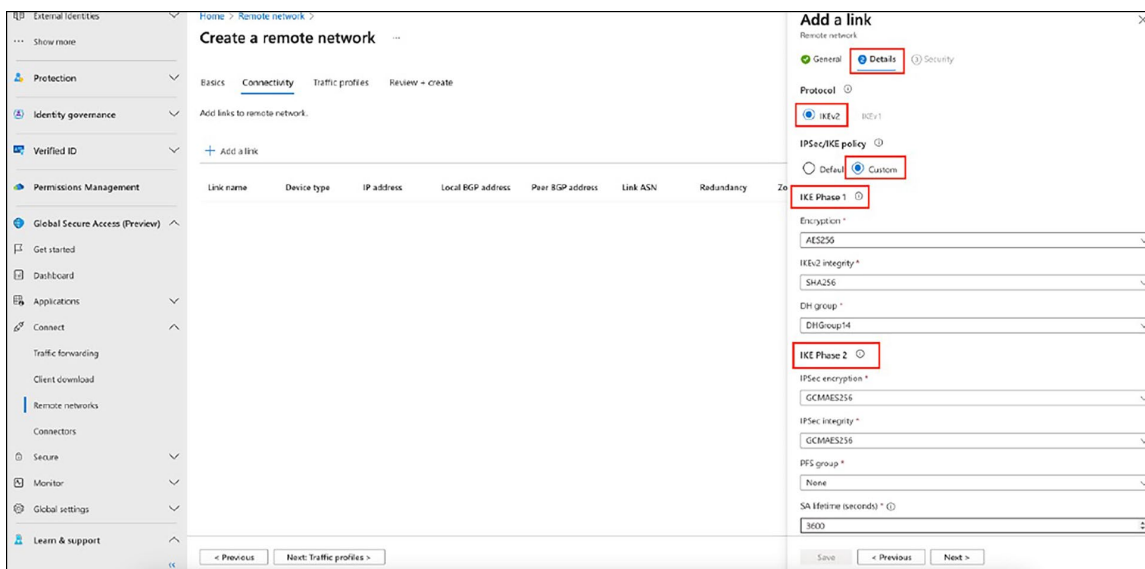 External Identities
Show more
Protection
Identity governance
Verified ID
Permissions Management
Global Secure Access (Preview)
Get started
Dashboard
Applications
Connect
Traffic forwarding
Client download
Remote networks
Connectors
Secure
Monitor
Global settings
Learn & support
Home > Remote network >
Create a remote network ...
Basics Connectivity Traffic profiles Review + create
Add links to remote network.
+ Add a link
Link name Device type IP address Local BGP address Peer BGP address Link ASN Redundancy Zo
< Previous Next: Traffic profiles >
Add a link
Remote network
General 2 Details 3 Security
Protocol
IKEv2 IKEv1
IPSec/IKE policy
Defaul Custom
IKE Phase 1
Encryption *
AES256
IKEv2 integrity *
SHA256
DH group *
DHGroup14
IKE Phase 2
IPSec encryption *
GCMAES256
IPSec integrity *
GCMAES256
PFS group *
None
SA lifetime (seconds) *
3600
Save < Previous Next >